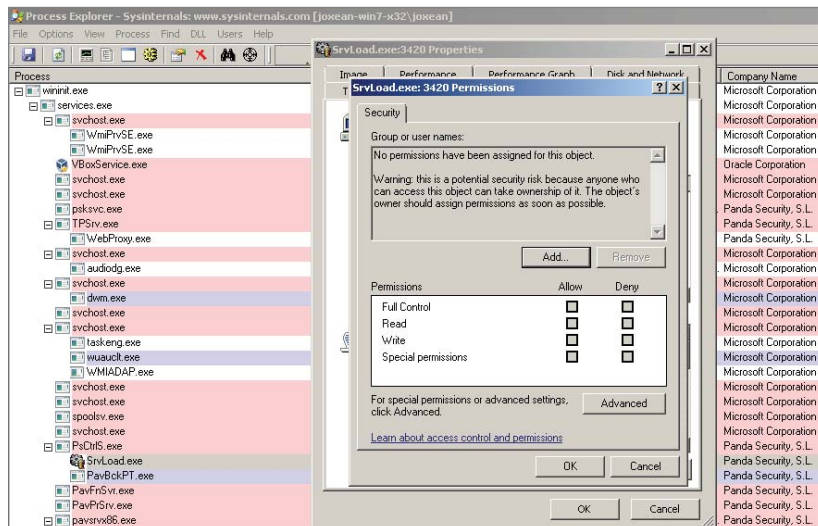 Process Explorer - Sysinternals: www.sysinternals.com [joxean-win7-x32\joxean]
File Options View Process Find DLL Users Help
Process
Company Name
wininit.exe
Microsoft Corporation
services.exe
Microsoft Corporation
svchost.exe
Microsoft Corporation
WmiPrvSE.exe
Microsoft Corporation
WmiPrvSE.exe
Microsoft Corporation
VBoxService.exe
Oracle Corporation
svchost.exe
Microsoft Corporation
svchost.exe
Microsoft Corporation
psksvc.exe
Panda Security, S.L.
TPSrv.exe
Panda Security, S.L.
WebProxy.exe
Panda Security, S.L.
svchost.exe
Microsoft Corporation
audiodg.exe
Microsoft Corporation
svchost.exe
Microsoft Corporation
dwm.exe
Microsoft Corporation
svchost.exe
Microsoft Corporation
svchost.exe
Microsoft Corporation
taskeng.exe
Microsoft Corporation
wuauclt.exe
Microsoft Corporation
WMIADAP.exe
Microsoft Corporation
svchost.exe
Microsoft Corporation
svchost.exe
Microsoft Corporation
spoolsv.exe
Microsoft Corporation
svchost.exe
Microsoft Corporation
PsCtrlS.exe
Panda Security, S.L.
SrvLoad.exe
Panda Security, S.L.
PavBckPT.exe
Panda Security, S.L.
PavFnSvr.exe
Panda Security, S.L.
PavPrSrv.exe
Panda Security, S.L.
pavsrvx86.exe
Panda Security, S.L.
SrvLoad.exe:3420 Properties
Image Performance Performance Graph Disk and Network
SrvLoad.exe: 3420 Permissions
Security
Group or user names:
No permissions have been assigned for this object.
Warning: this is a potential security risk because anyone who
can access this object can take ownership of it. The object's
owner should assign permissions as soon as possible.
Add... Remove
Permissions Allow Deny
Full Control
Read
Write
Special permissions
For special permissions or advanced settings,
click Advanced.
Advanced
Learn about access control and permissions
OK Cancel
OK Cancel